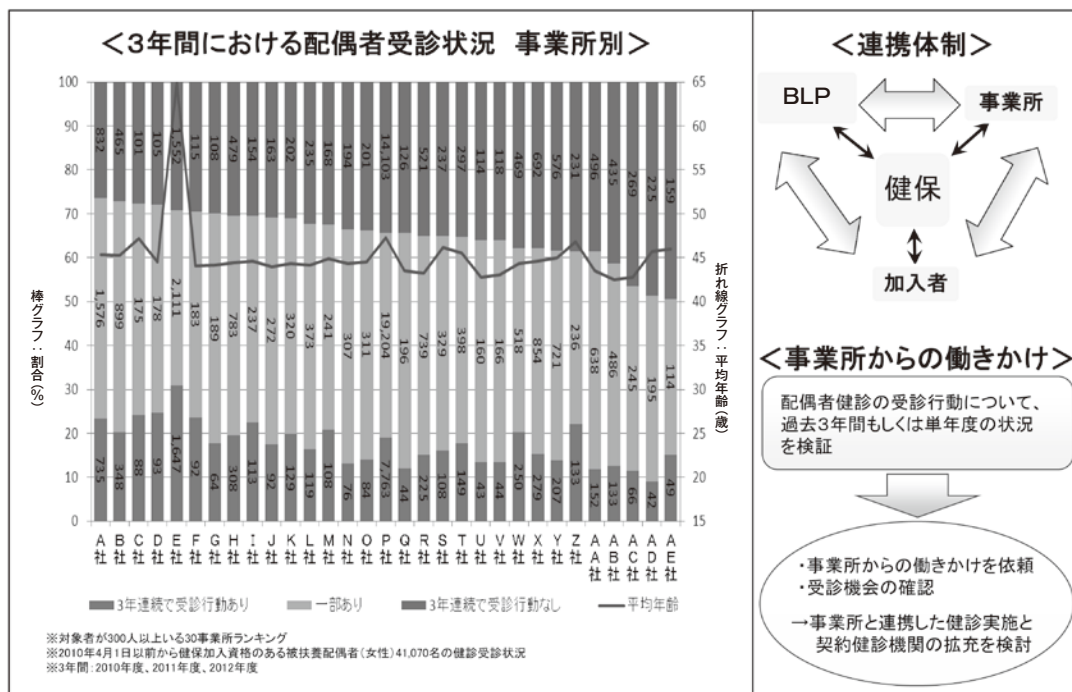 ＜3年間における配偶者受診状況　事業所別＞
棒グラフ：割合(%)
100
90
80
70
60
50
40
30
20
10
0
832 465 101 105 1,552 115 108 479 154 163 202 235 168 194 201 14,103 126 521 237 297 114 118 469 692 576 231 496 435 269 225 159
1,576 899 175 178 2,111 183 189 783 237 272 320 373 241 307 311 19,204 196 739 329 398 160 166 518 854 721 236 638 486 245 195 114
735 348 88 93 1,647 92 64 308 113 92 129 119 108 76 84 7,763 44 225 108 149 43 44 250 279 207 133 152 133 66 42 49
65
60
55
50
45
40
35
30
25
20
15
折れ線グラフ：平均年齢(歳)
A社 B社 C社 D社 E社 F社 G社 H社 I社 J社 K社 L社 M社 N社 O社 P社 Q社 R社 S社 T社 U社 V社 W社 X社 Y社 Z社 AA社 AB社 AC社 AD社 AE社
3年連続で受診行動あり　一部あり　3年連続で受診行動なし　平均年齢
※対象者が300人以上いる30事業所ランキング
※2010年4月1日以前から健保加入資格のある被扶養配偶者(女性)41,070名の健診受診状況
※3年間：2010年度、2011年度、2012年度
＜連携体制＞
BLP
事業所
健保
加入者
＜事業所からの働きかけ＞
配偶者健診の受診行動について、
過去3年間もしくは単年度の状況
を検証
・事業所からの働きかけを依頼
・受診機会の確認
→事業所と連携した健診実施と
契約健診機関の拡充を検討